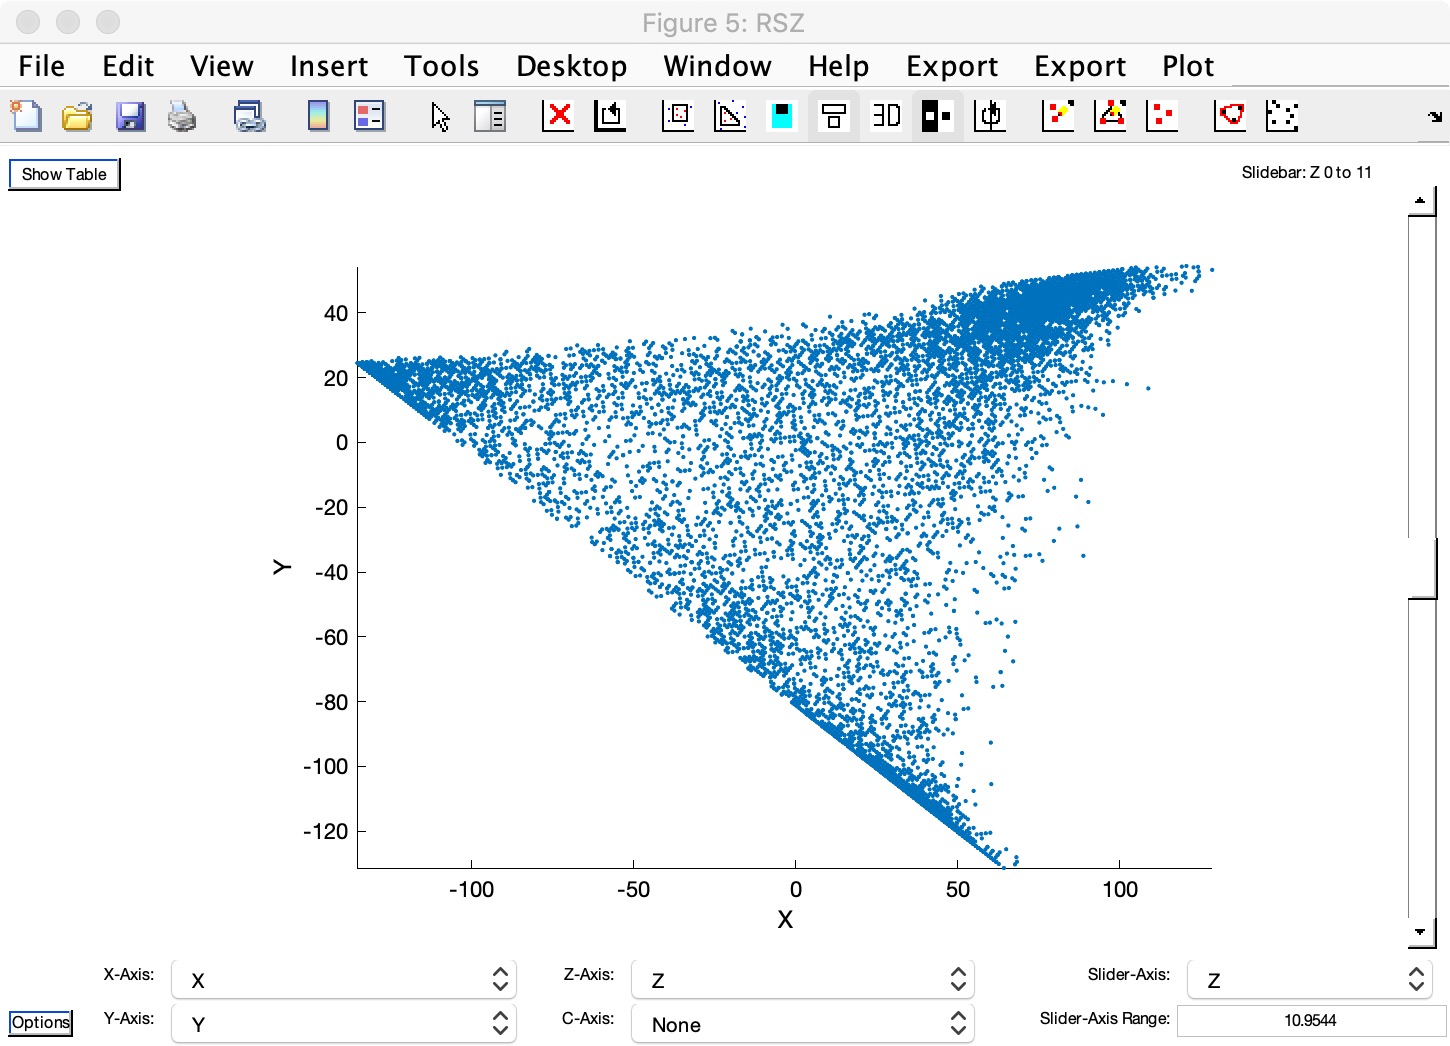 Figure 5: RSZ
File Edit View Insert Tools Desktop Window Help Export Export Plot
3D
Show Table
Slidebar: Z 0 to 11
40
20
0
-20
-40
-60
-80
-100
-120
Y
-100 -50 0 50 100
X
X-Axis: X Z-Axis: Z Slider-Axis: Z
Options Y-Axis: Y C-Axis: None Slider-Axis Range: 10.9544